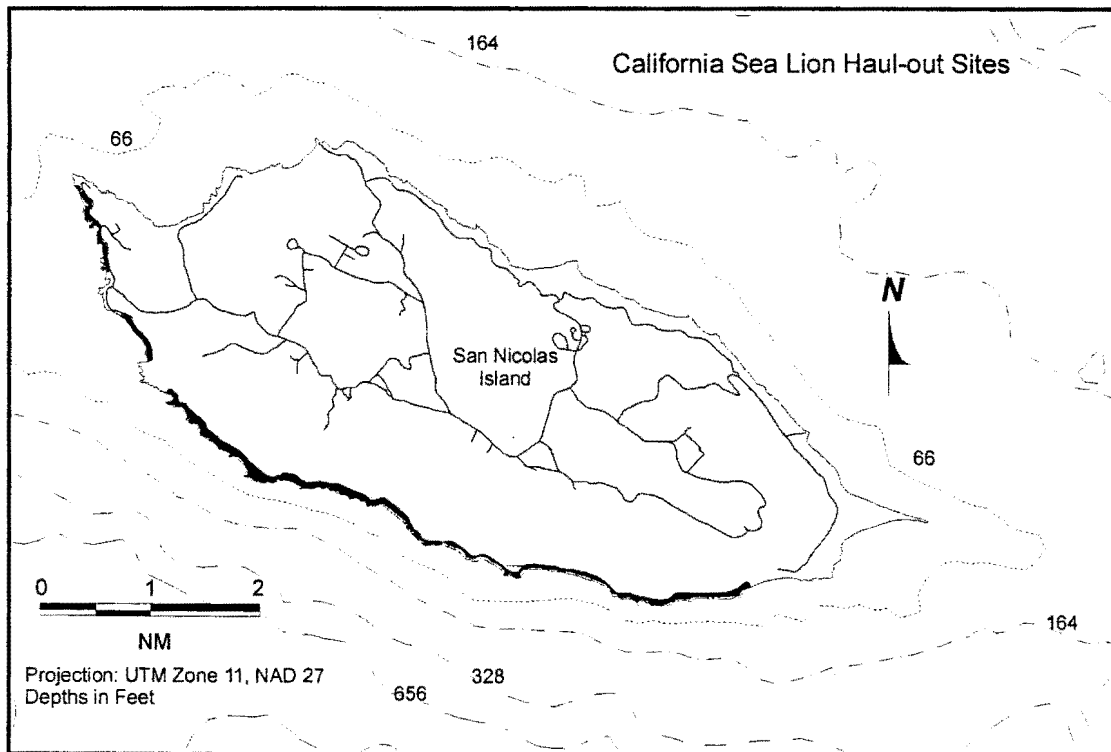 164
California Sea Lion Haul-out Sites
66
N
San Nicolas
Island
66
0 1 2
NM
164
Projection: UTM Zone 11, NAD 27
328
Depths in Feet
656